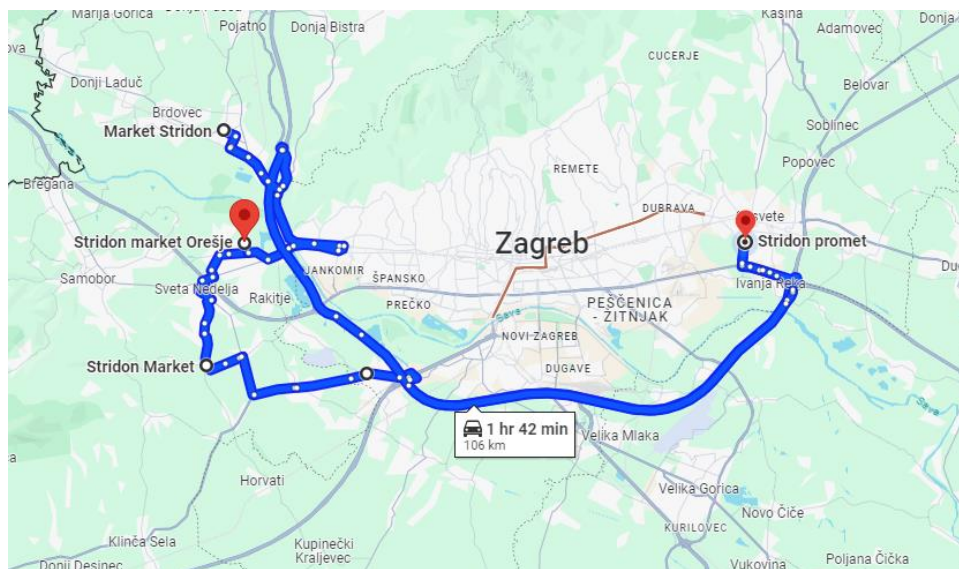 Marija Gorica
Pojatno
Donja Bistra
Kašina
Adamovec
Donji Laduč
CUCERJE
Belovar
Brdovec
Market Stridon
Soblinec
Popovec
REMETE
Bregana
DUBRAVA
Stridon market Orešje
Zagreb
Stridon promet
Samobor
JANKOMIR
ŠPANSKO
Sveta Nedelja
Rakitje
Ivanja Reka
PREČKO
PEŠČENICA
- ŽITNJAK
Sava
NOVI ZAGREB
Stridon Market
DUGAVE
Sava
1 hr 42 min
106 km
Velika Mlaka
Horvati
Velika Gorica
Novo Čiče
KURILOVEC
Klinča Sela
Kupinečki
Kraljevec
Donji Desinec
Vukovina
Poljana Čička